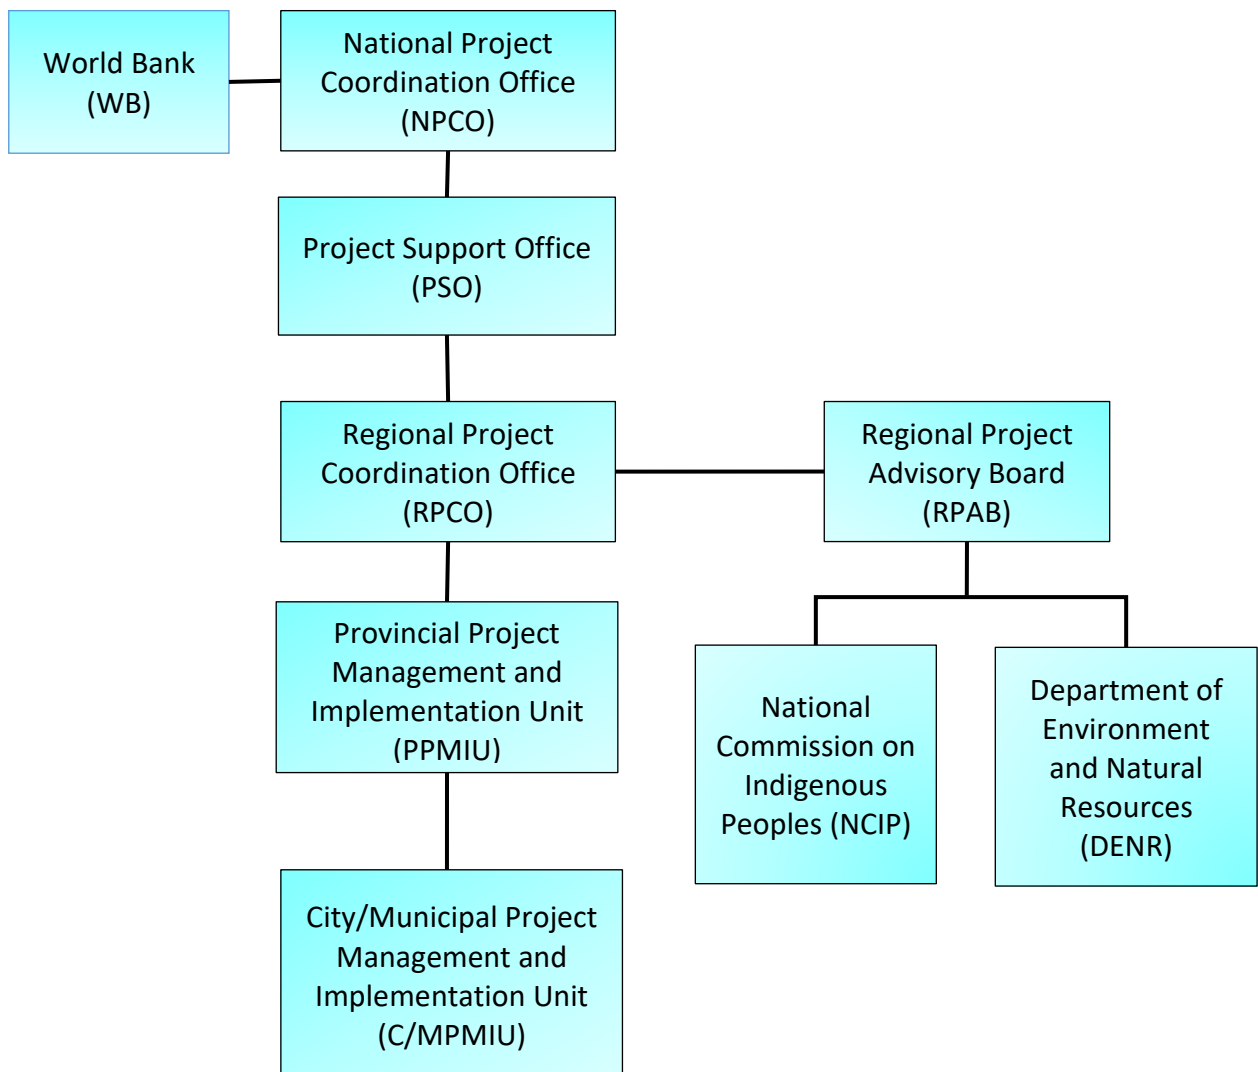 World Bank
(WB)
National Project
Coordination Office
(NPCO)
Project Support Office
(PSO)
Regional Project
Coordination Office
(RPCO)
Regional Project
Advisory Board
(RPAB)
Provincial Project
Management and
Implementation Unit
(PPMIU)
National
Commission on
Indigenous
Peoples (NCIP)
Department of
Environment
and Natural
Resources
(DENR)
City/Municipal Project
Management and
Implementation Unit
(C/MPMIU)